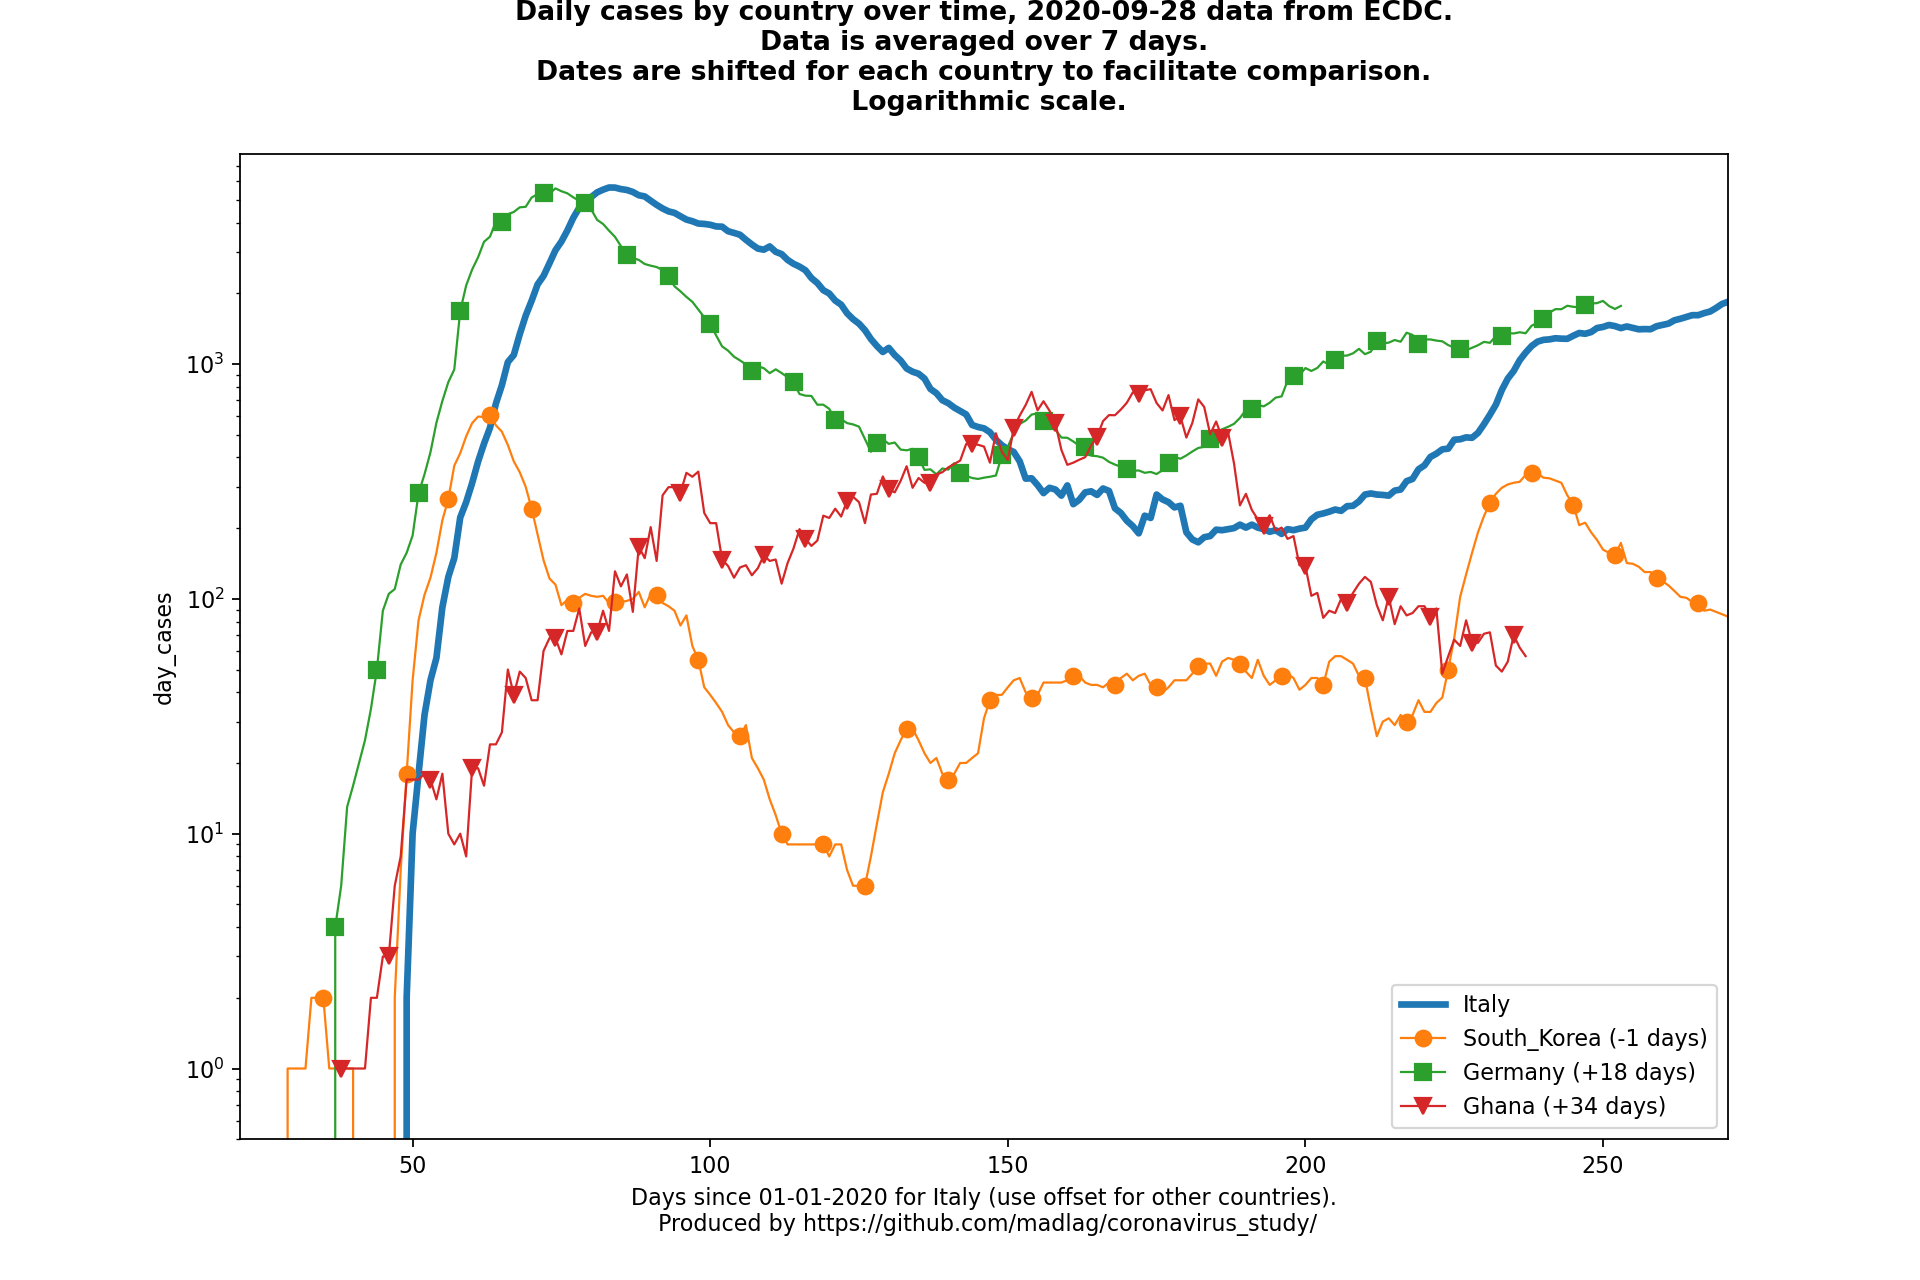 Daily cases by country over time, 2020-09-28 data from ECDC.
Data is averaged over 7 days.
Dates are shifted for each country to facilitate comparison.
Logarithmic scale.
10³
10²
10¹
10⁰
day_cases
Italy
South_Korea (-1 days)
Germany (+18 days)
Ghana (+34 days)
50 100 150 200 250
Days since 01-01-2020 for Italy (use offset for other countries).
Produced by https://github.com/madlag/coronavirus_study/